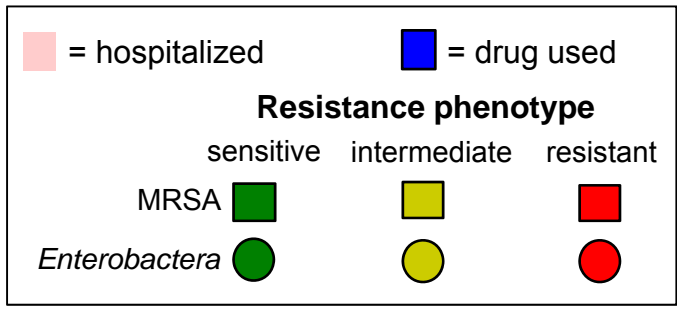 = hospitalized = drug used
Resistance phenotype
sensitive intermediate resistant
MRSA
Enterobactera